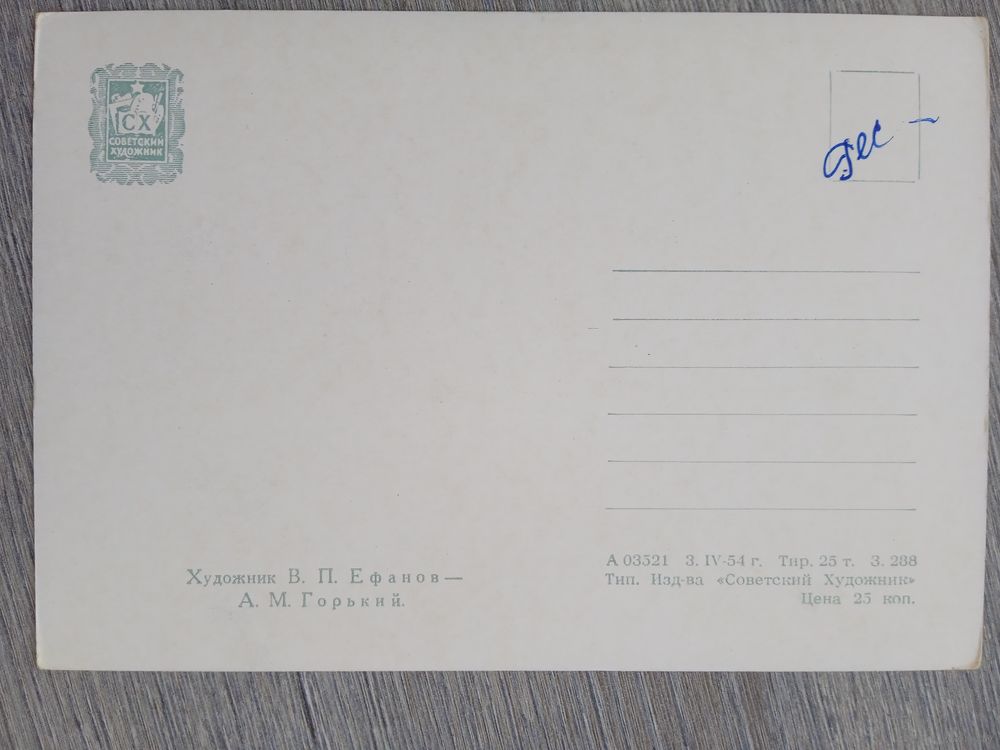 СХ
СОВЕТСКИЙ
ХУДОЖНИК
Художник В. П. Ефанов —
А. М. Горький.
А 03521 3. IV-54 г. Тир. 25 т. З. 288
Тип. Изд-ва «Советский Художник»
Цена 25 коп.